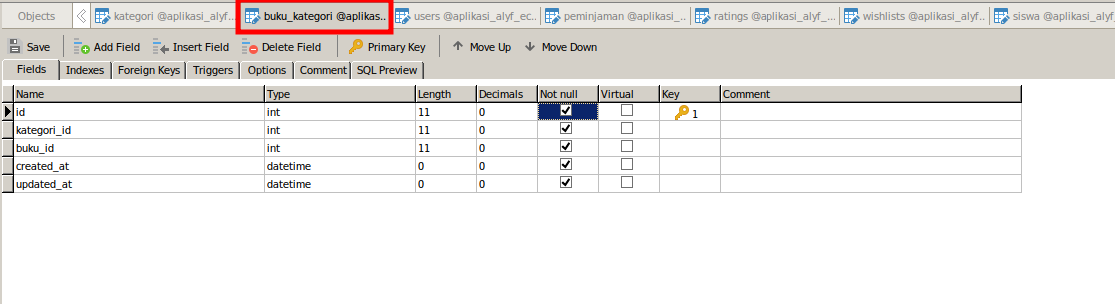 Objects kategori @aplikasi_alyf... buku_kategori @aplikas... users @aplikasi_alyf_ec... peminjaman @aplikasi_... ratings @aplikasi_alyf_... wishlists @aplikasi_alyf... siswa @aplikasi_alyf_
Save Add Field Insert Field Delete Field Primary Key Move Up Move Down
Fields Indexes Foreign Keys Triggers Options Comment SQL Preview
Name Type Length Decimals Not null Virtual Key Comment
id int 11 0 1
kategori_id int 11 0
buku_id int 11 0
created_at datetime 0 0
updated_at datetime 0 0